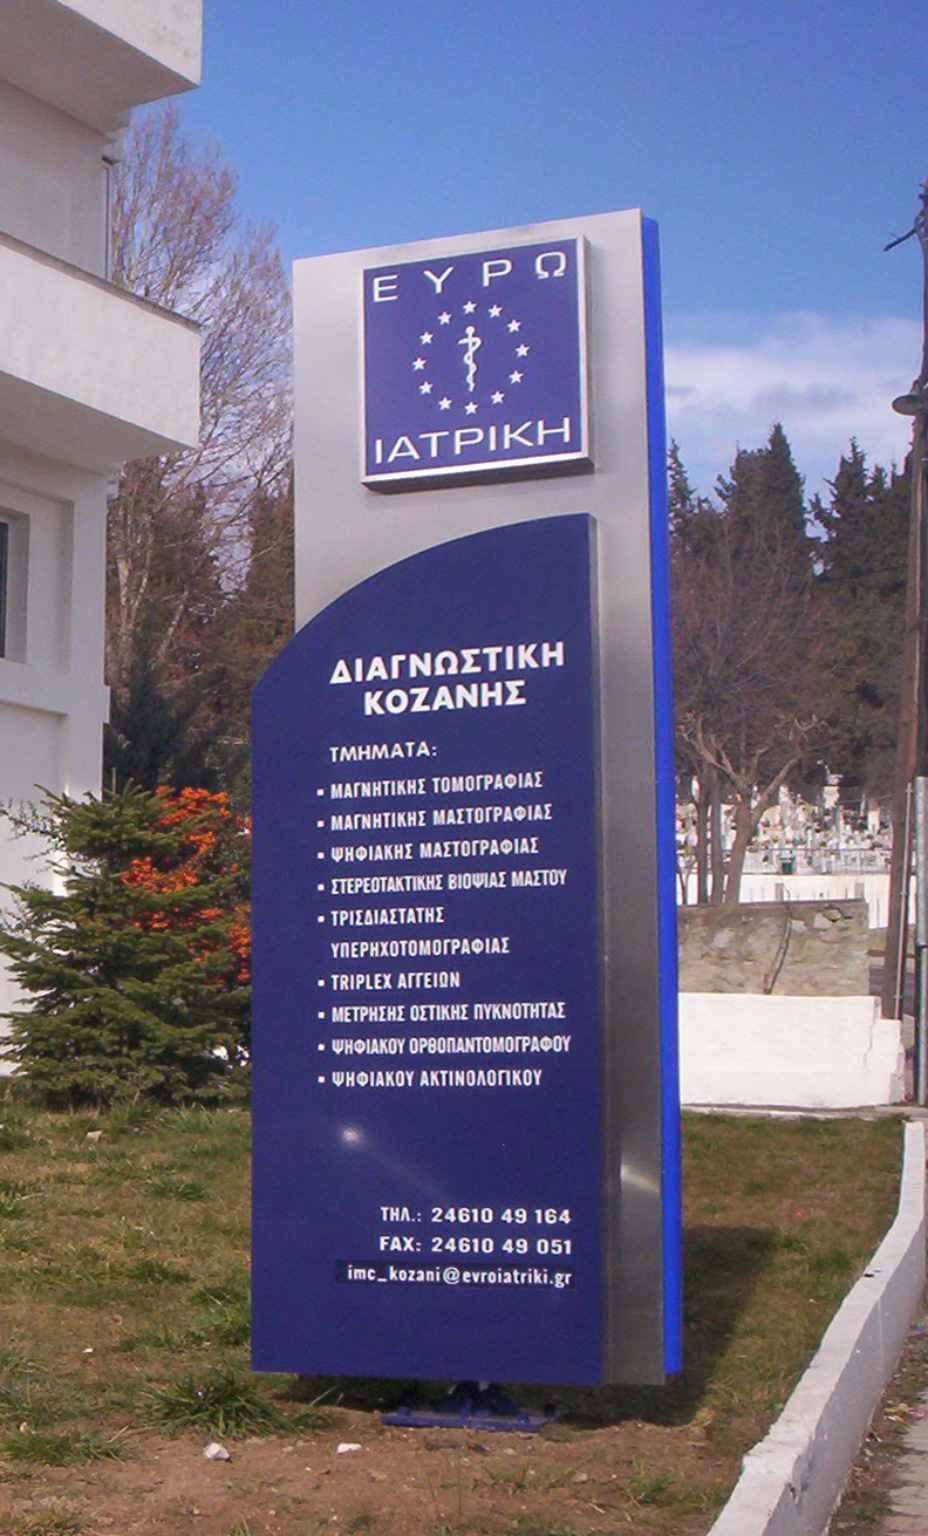 ΕΥΡΩ
ΙΑΤΡΙΚΗ
ΔΙΑΓΝΩΣΤΙΚΗ
ΚΟΖΑΝΗΣ
ΤΜΗΜΑΤΑ:
▪ ΜΑΓΝΗΤΙΚΗΣ ΤΟΜΟΓΡΑΦΙΑΣ
▪ ΜΑΓΝΗΤΙΚΗΣ ΜΑΣΤΟΓΡΑΦΙΑΣ
▪ ΨΗΦΙΑΚΗΣ ΜΑΣΤΟΓΡΑΦΙΑΣ
▪ ΣΤΕΡΕΟΤΑΚΤΙΚΗΣ ΒΙΟΨΙΑΣ ΜΑΣΤΟΥ
▪ ΤΡΙΣΔΙΑΣΤΑΤΗΣ
ΥΠΕΡΗΧΟΤΟΜΟΓΡΑΦΙΑΣ
▪ TRIPLEX ΑΓΓΕΙΩΝ
▪ ΜΕΤΡΗΣΗΣ ΟΣΤΙΚΗΣ ΠΥΚΝΟΤΗΤΑΣ
▪ ΨΗΦΙΑΚΟΥ ΟΡΘΟΠΑΝΤΟΜΟΓΡΑΦΟΥ
▪ ΨΗΦΙΑΚΟΥ ΑΚΤΙΝΟΛΟΓΙΚΟΥ
ΤΗΛ.: 24610 49 164
FAX: 24610 49 051
imc_kozani@evroiatriki.gr